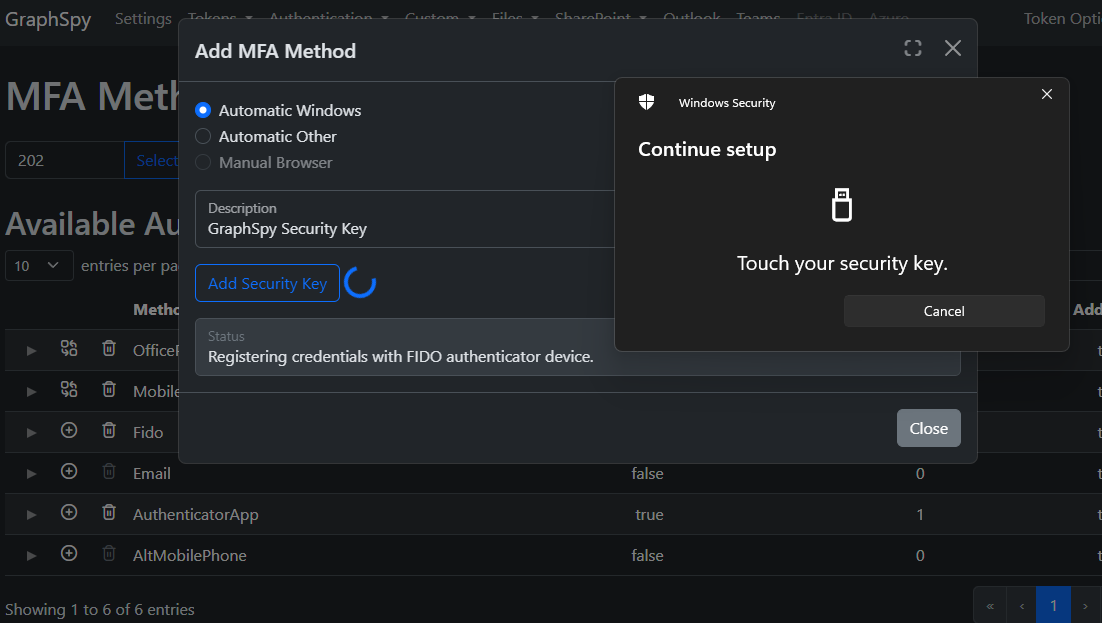 GraphSpy Settings Tokens Authentication Custom Files SharePoint Outlook Teams Entra ID Azure Token Opti
Add MFA Method
MFA Meth
Automatic Windows
Automatic Other
Manual Browser
202 Select
Windows Security
Continue setup
Touch your security key.
Cancel
Description
GraphSpy Security Key
Available Au
10 entries per pa
Add Security Key
Status
Registering credentials with FIDO authenticator device.
Close
Metho Add
OfficeP t
Mobile t
Fido t
Email false 0 t
AuthenticatorApp true 1 t
AltMobilePhone false 0 t
Showing 1 to 6 of 6 entries
« ‹ 1 ›